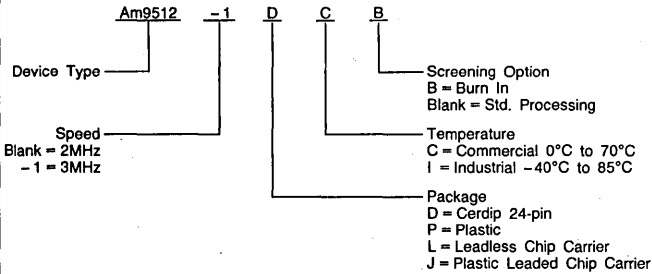 Am9512 -1 D C B
Device Type
Screening Option
B = Burn In
Blank = Std. Processing
Speed
Blank = 2MHz
-1 = 3MHz
Temperature
C = Commercial 0°C to 70°C
I = Industrial -40°C to 85°C
Package
D = Cerdip 24-pin
P = Plastic
L = Leadless Chip Carrier
J = Plastic Leaded Chip Carrier